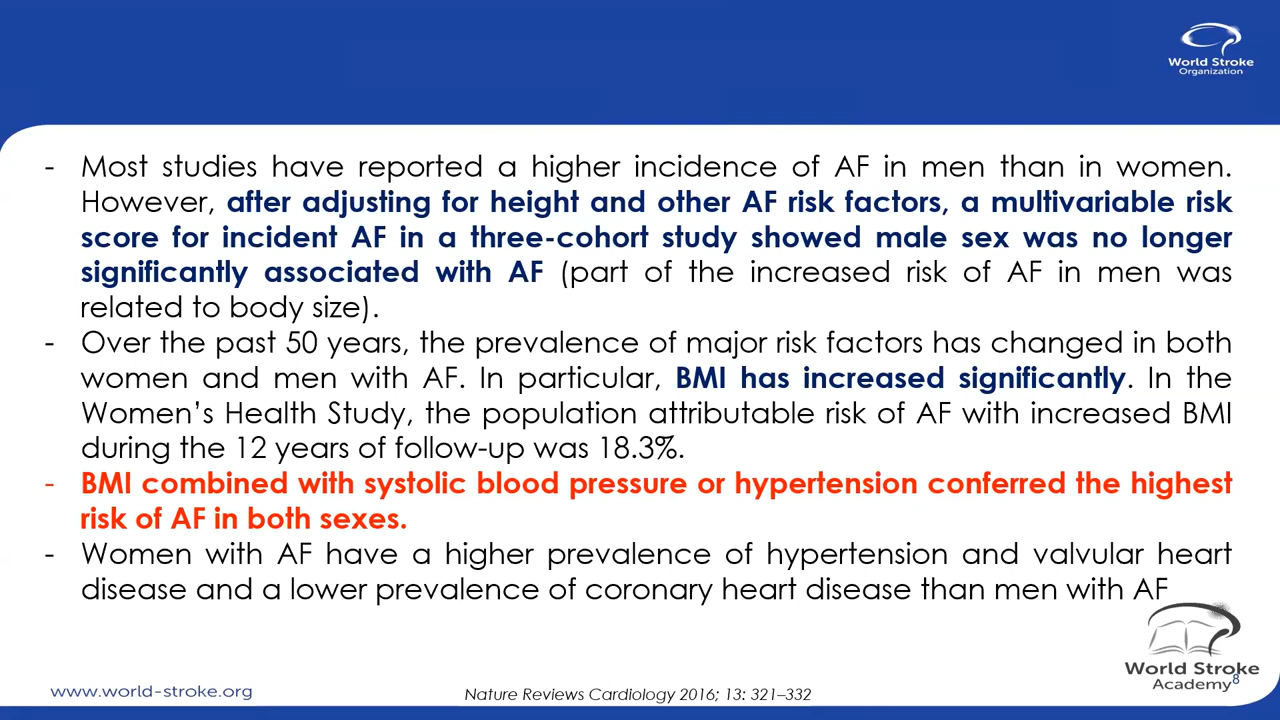 World Stroke
Organization
- Most studies have reported a higher incidence of AF in men than in women.
However, after adjusting for height and other AF risk factors, a multivariable risk
score for incident AF in a three-cohort study showed male sex was no longer
significantly associated with AF (part of the increased risk of AF in men was
related to body size).
- Over the past 50 years, the prevalence of major risk factors has changed in both
women and men with AF. In particular, BMI has increased significantly. In the
Women’s Health Study, the population attributable risk of AF with increased BMI
during the 12 years of follow-up was 18.3%.
- BMI combined with systolic blood pressure or hypertension conferred the highest
risk of AF in both sexes.
- Women with AF have a higher prevalence of hypertension and valvular heart
disease and a lower prevalence of coronary heart disease than men with AF
World Stroke
Academy
8
www.world-stroke.org
Nature Reviews Cardiology 2016; 13: 321–332